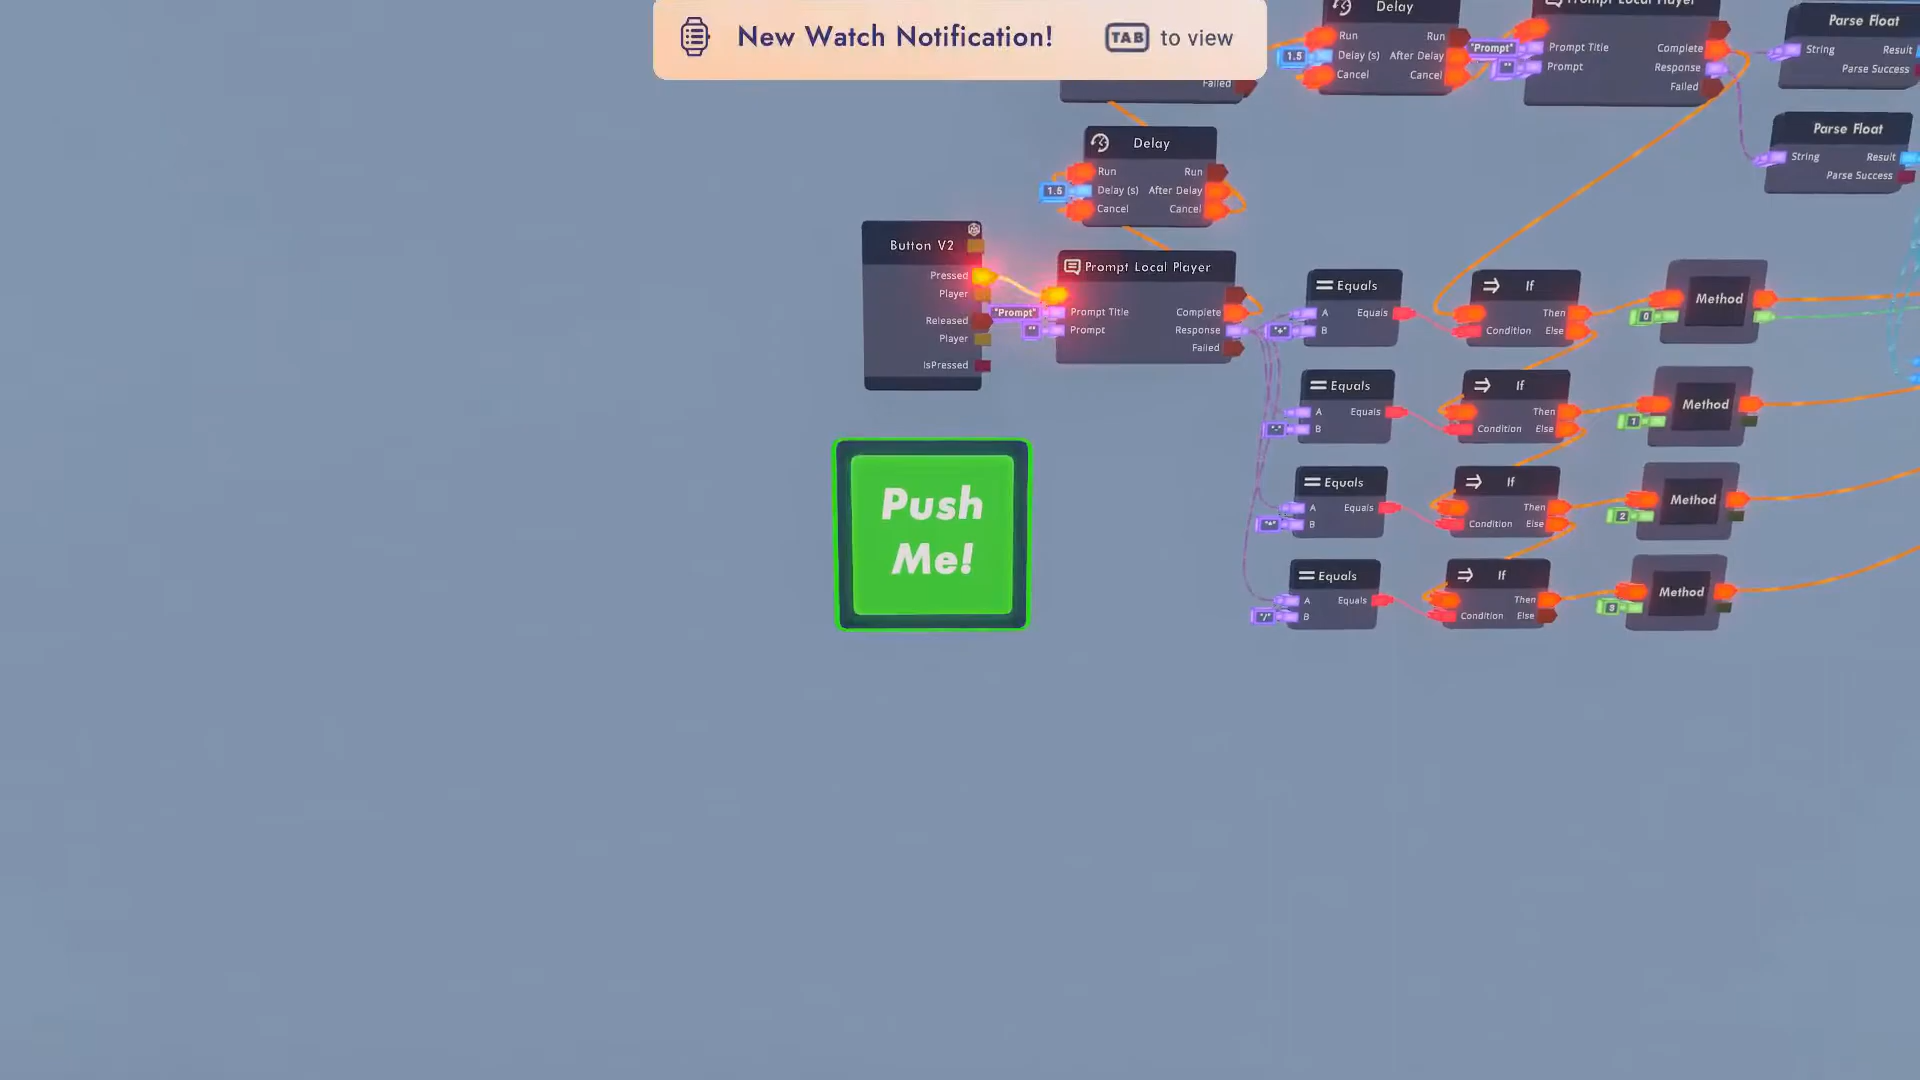 New Watch Notification!
TAB to view
Failed
Delay
Run Run
1.5 Delay (s) After Delay
Cancel Cancel
Prompt Local Player
"Prompt" Prompt Title Complete
"" Prompt Response
Failed
Parse Float
String Result
Parse Success
Parse Float
String Result
Parse Success
Delay
Run Run
1.5 Delay (s) After Delay
Cancel Cancel
Button V2
Pressed
Player
Released
Player
IsPressed
Prompt Local Player
"Prompt" Prompt Title Complete
"" Prompt Response
Failed
Equals
A Equals
"+" B
If
Then
Condition Else
Method
0
Equals
A Equals
"-" B
If
Then
Condition Else
Method
1
Equals
A Equals
"*" B
If
Then
Condition Else
Method
2
Equals
A Equals
"/" B
If
Then
Condition Else
Method
3
Push
Me!